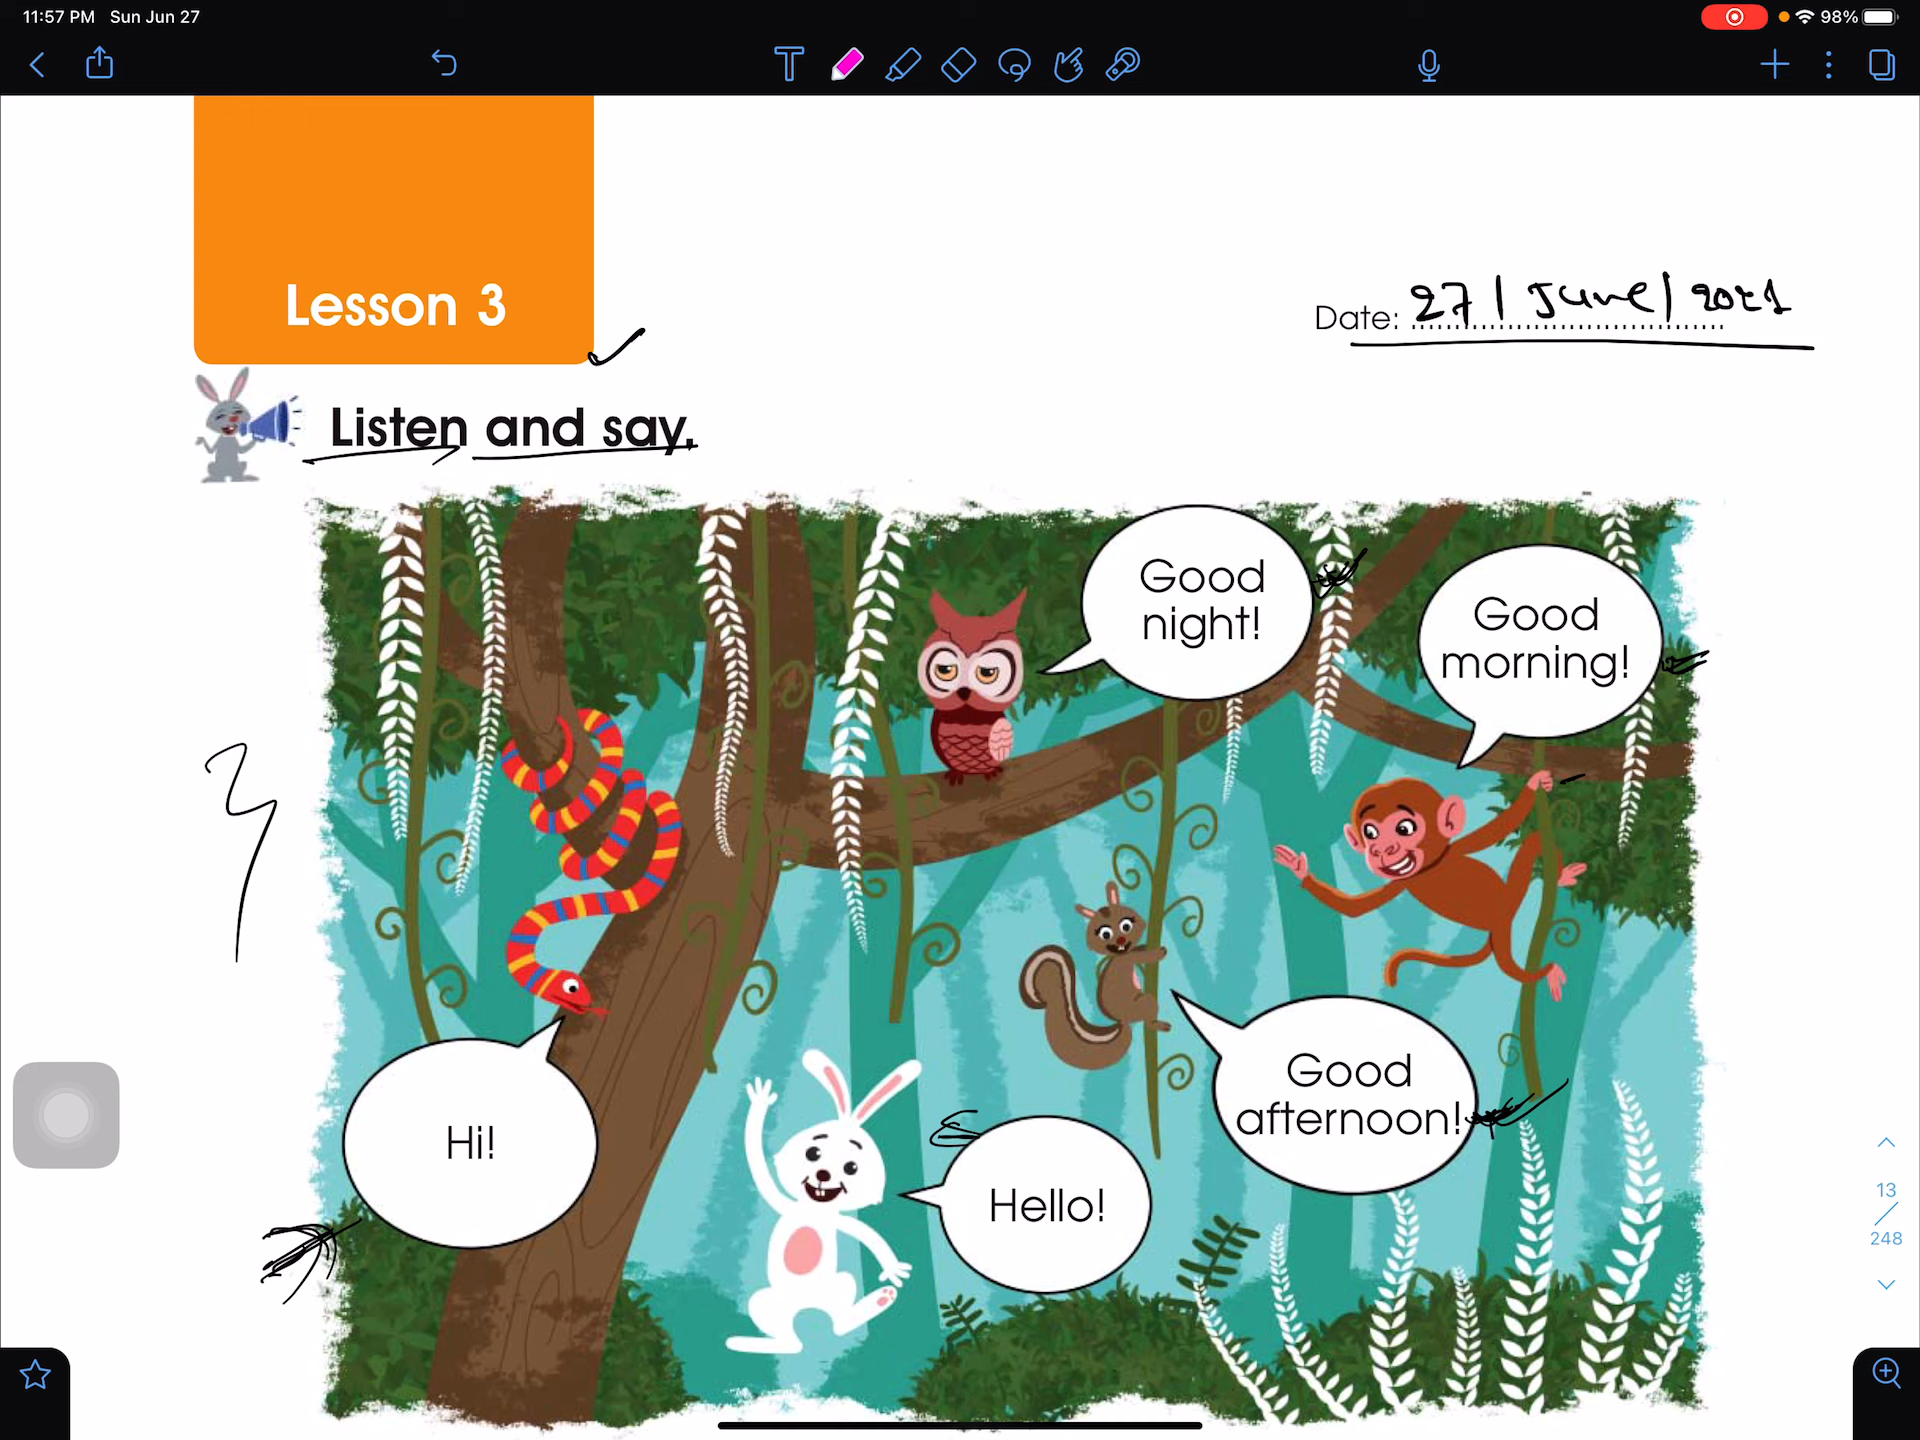 11:57 PM Sun Jun 27
98%
Lesson 3
Date: 27 / June / 2021
Listen and say.
Good
night!
Good
morning!
Good
afternoon!
Hi!
Hello!
13
/
248